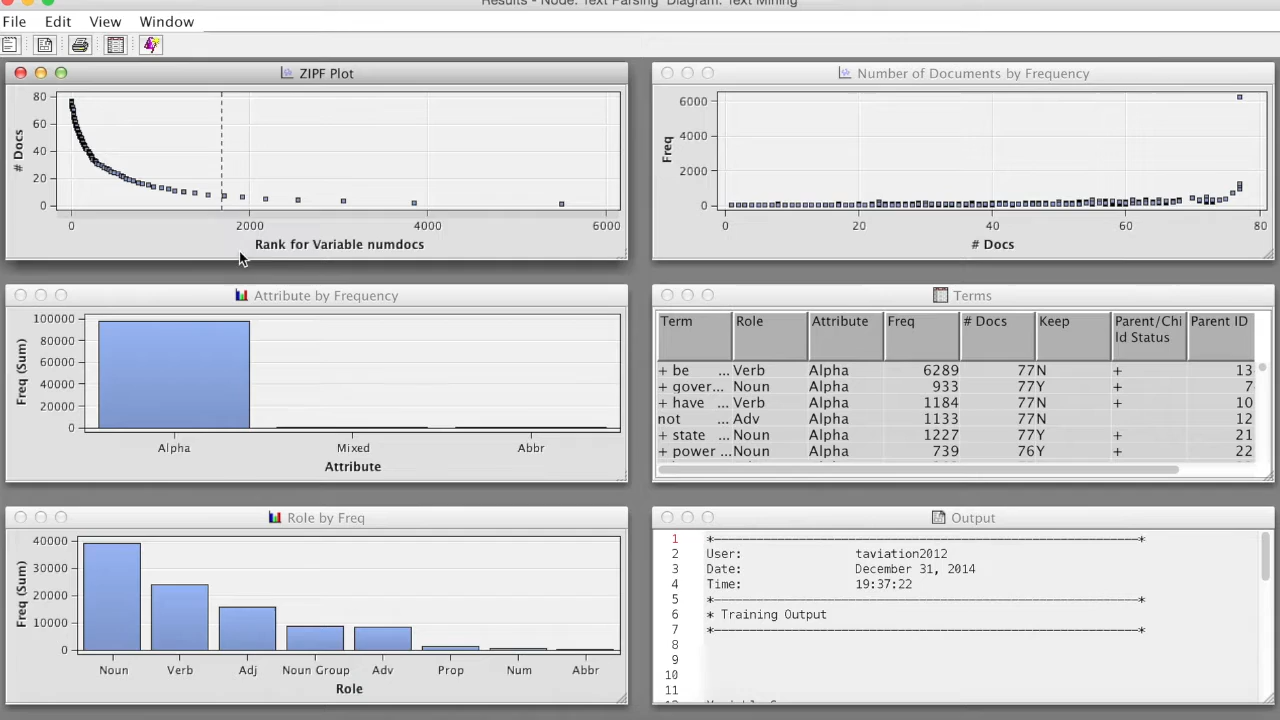 Results - Node: Text Parsing Diagram: Text Mining
File Edit View Window
ZIPF Plot
# Docs
80
60
40
20
0
0 2000 4000 6000
Rank for Variable numdocs
Number of Documents by Frequency
Freq
6000
4000
2000
0
0 20 40 60 80
# Docs
Attribute by Frequency
Freq (Sum)
100000
80000
60000
40000
20000
0
Alpha Mixed Abbr
Attribute
Terms
Term Role Attribute Freq # Docs Keep Parent/Chi Parent ID
ld Status
+ be ... Verb Alpha 6289 77 N + 13
+ gover... Noun Alpha 933 77 Y + 7
+ have ... Verb Alpha 1184 77 N + 10
not Adv Alpha 1133 77 N 12
+ state ... Noun Alpha 1227 77 Y + 21
+ power ... Noun Alpha 739 76 Y + 22
Role by Freq
Freq (Sum)
40000
30000
20000
10000
0
Noun Verb Adj Noun Group Adv Prop Num Abbr
Role
Output
1 *------------------------------------------------------------*
2 User: taviation2012
3 Date: December 31, 2014
4 Time: 19:37:22
5 *------------------------------------------------------------*
6 * Training Output
7 *------------------------------------------------------------*
8
9
10
11